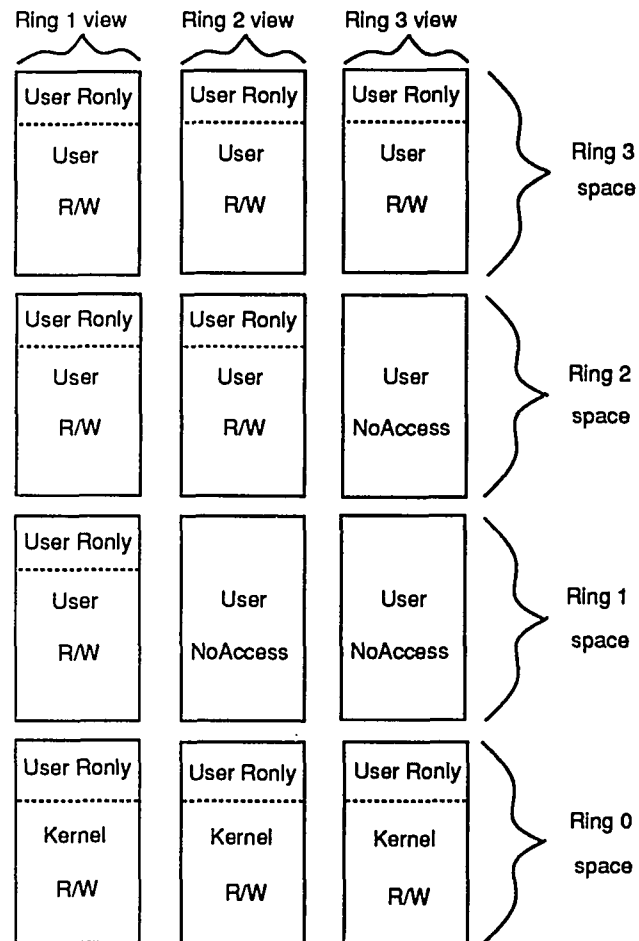 Ring 1 view Ring 2 view Ring 3 view
User Ronly User Ronly User Ronly
User User User
R/W R/W R/W
Ring 3
space
User Ronly User Ronly
User User User
R/W R/W NoAccess
Ring 2
space
User Ronly
User User User
R/W NoAccess NoAccess
Ring 1
space
User Ronly User Ronly User Ronly
Kernel Kernel Kernel
R/W R/W R/W
Ring 0
space